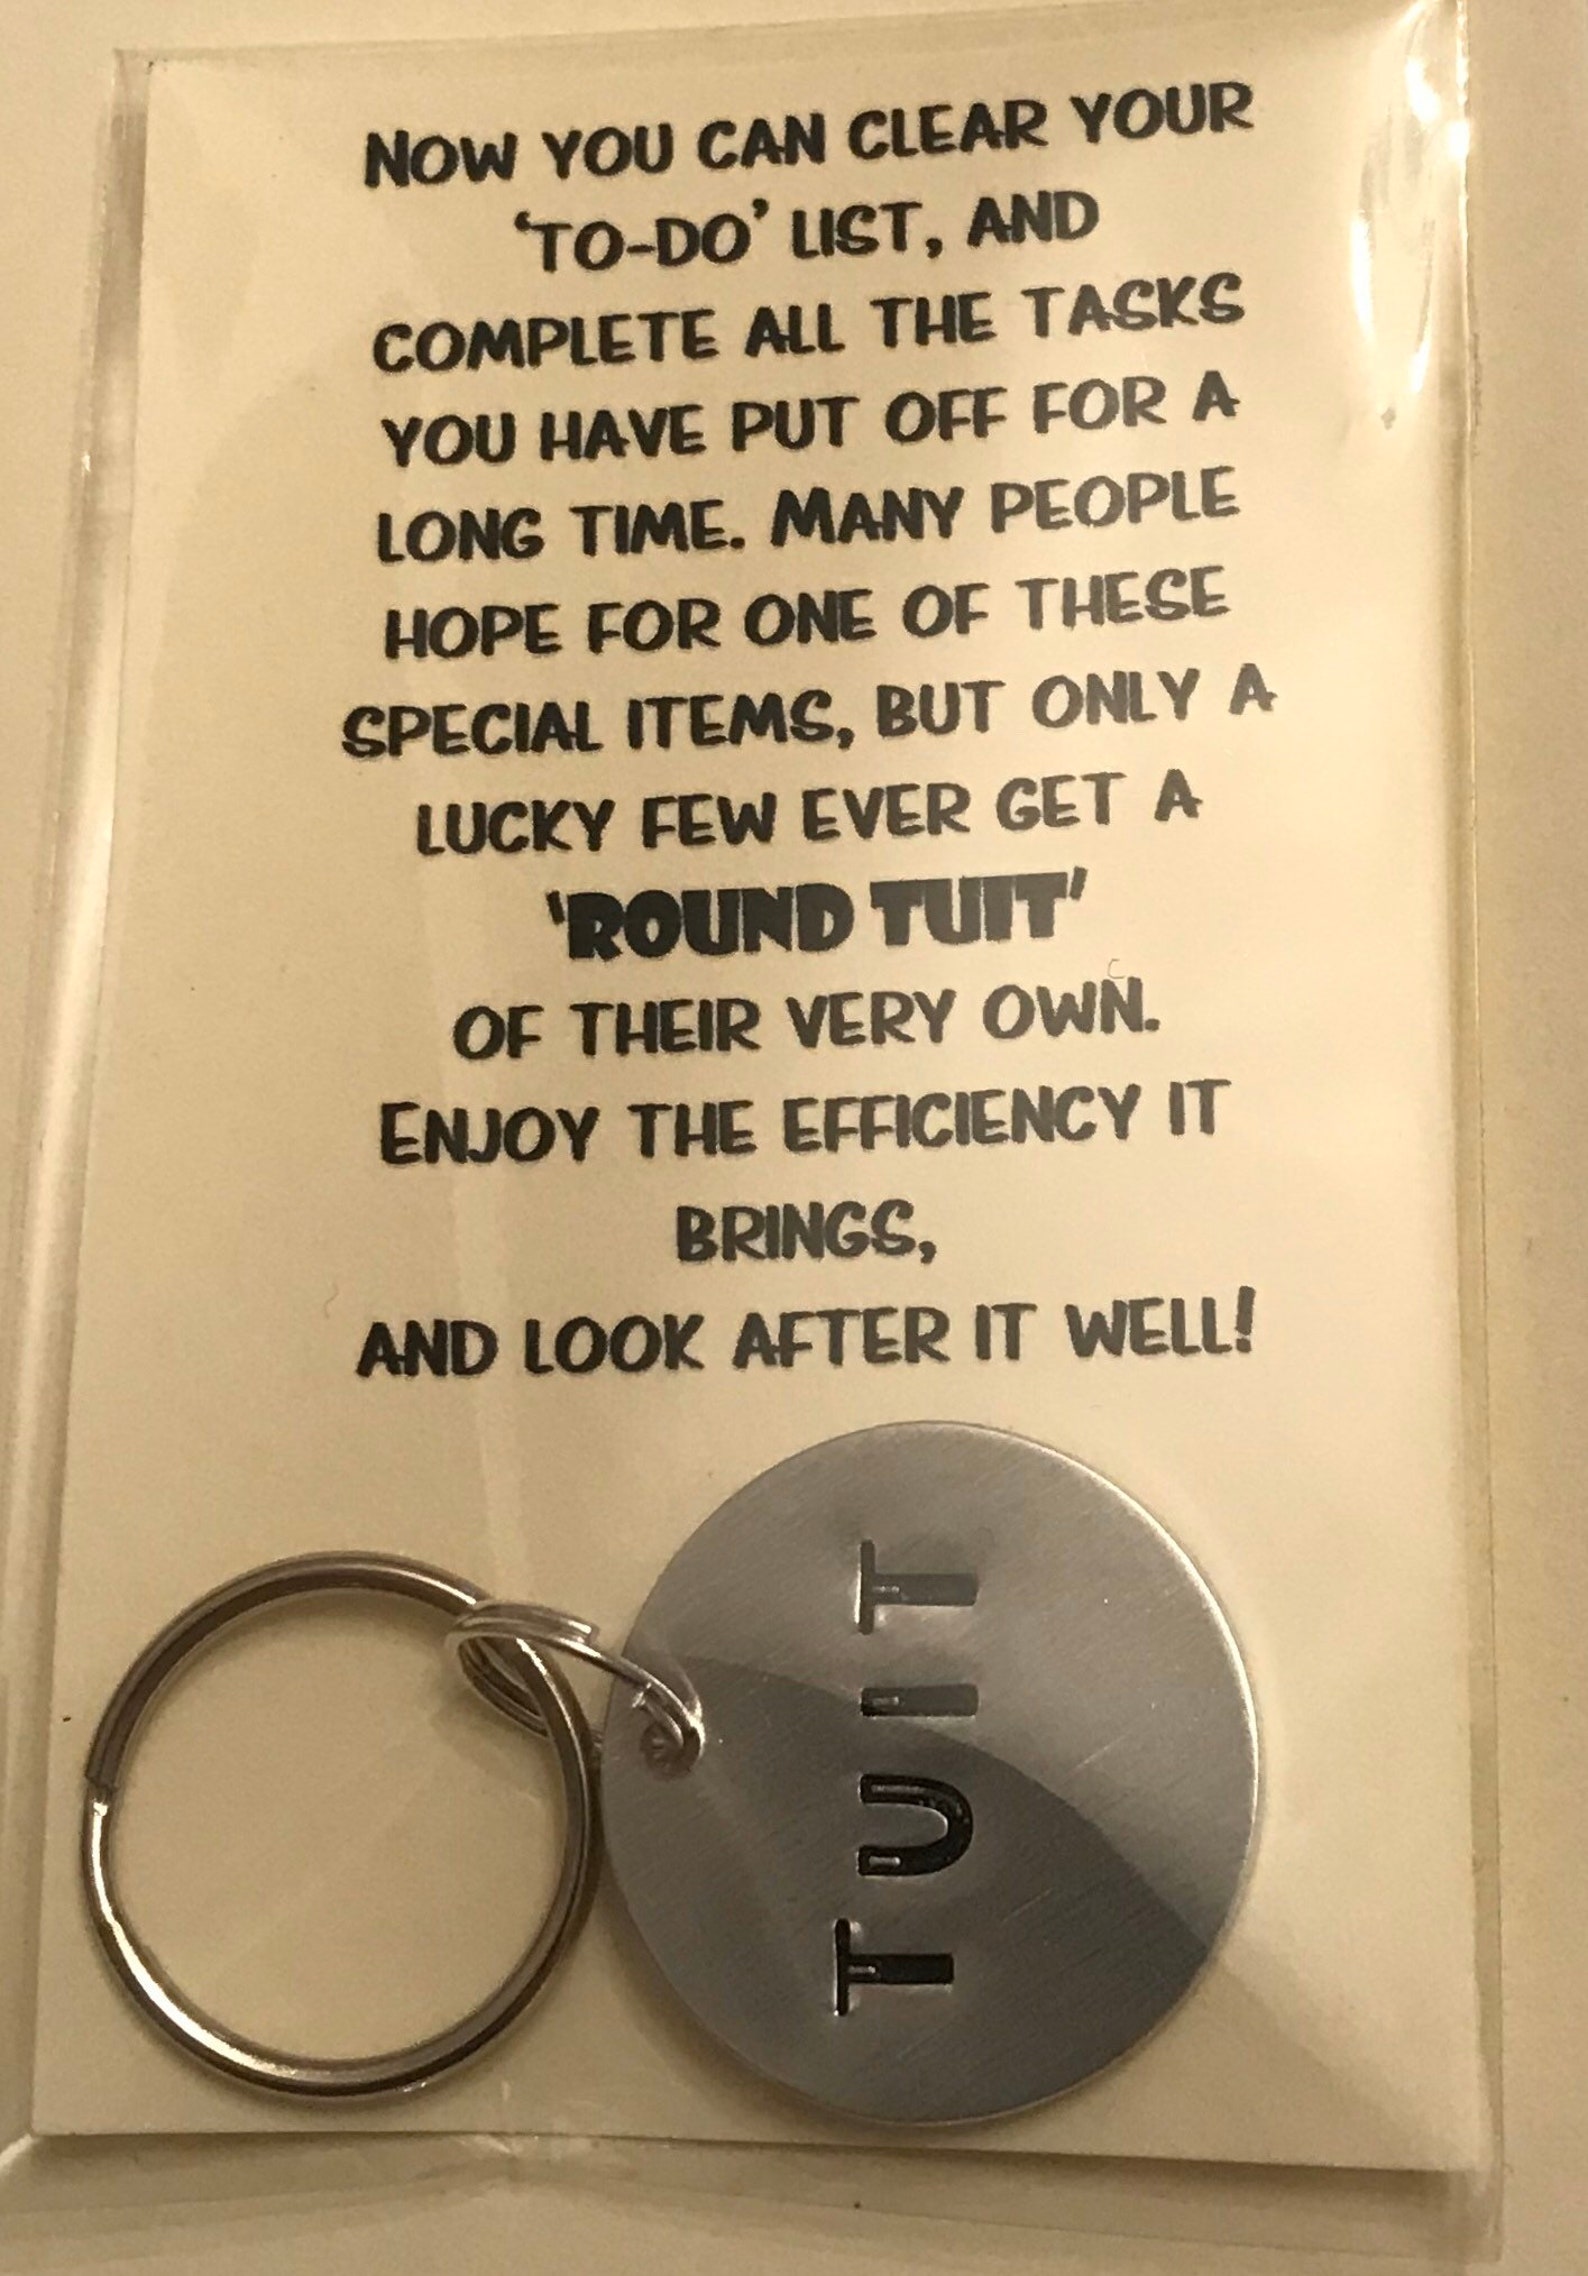 NOW YOU CAN CLEAR YOUR
‘TO-DO’ LIST, AND
COMPLETE ALL THE TASKS
YOU HAVE PUT OFF FOR A
LONG TIME. MANY PEOPLE
HOPE FOR ONE OF THESE
SPECIAL ITEMS, BUT ONLY A
LUCKY FEW EVER GET A
'ROUND TUIT'
OF THEIR VERY OWN.
ENJOY THE EFFICIENCY IT
BRINGS,
AND LOOK AFTER IT WELL!
TUIT